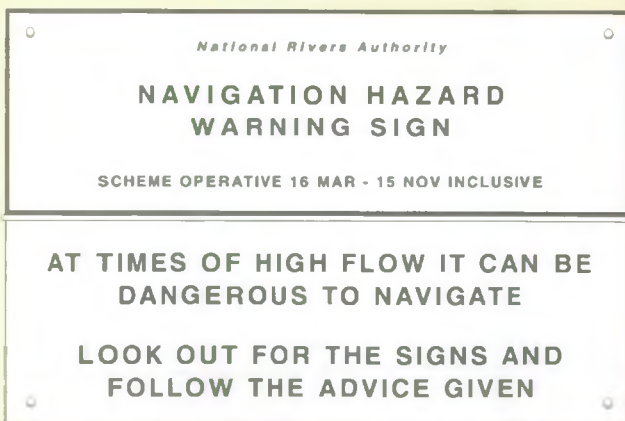 National Rivers Authority
NAVIGATION HAZARD
WARNING SIGN
SCHEME OPERATIVE 16 MAR - 15 NOV INCLUSIVE
AT TIMES OF HIGH FLOW IT CAN BE
DANGEROUS TO NAVIGATE
LOOK OUT FOR THE SIGNS AND
FOLLOW THE ADVICE GIVEN